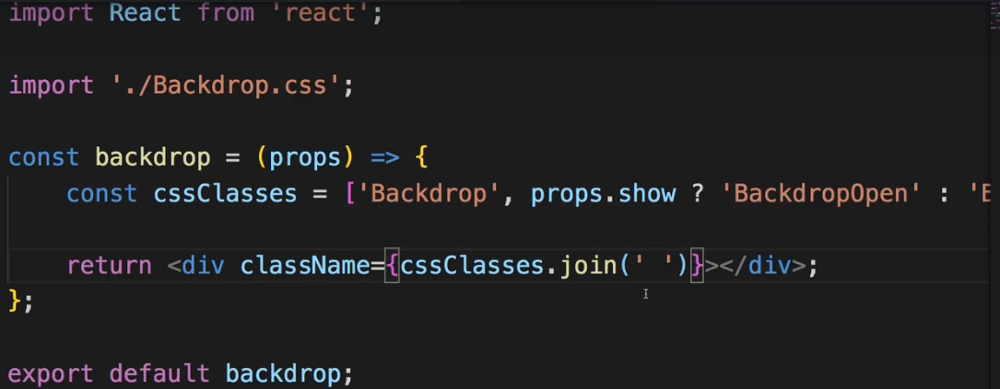 import React from 'react';
import './Backdrop.css';
const backdrop = (props) => {
const cssClasses = ['Backdrop', props.show ? 'BackdropOpen' : '
return <div className={cssClasses.join(' ')}></div>;
};
export default backdrop;